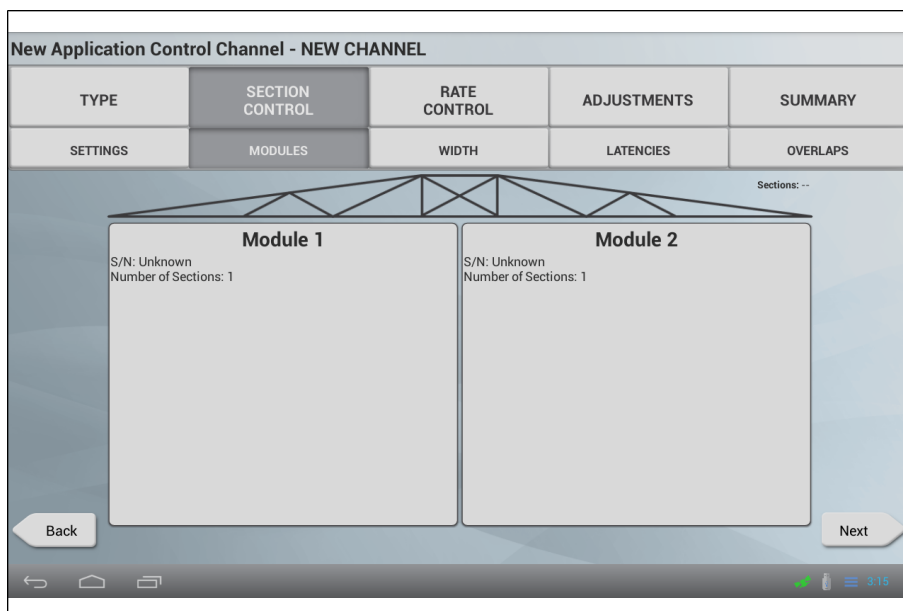 New Application Control Channel - NEW CHANNEL
TYPE
SECTION
CONTROL
RATE
CONTROL
ADJUSTMENTS
SUMMARY
SETTINGS
MODULES
WIDTH
LATENCIES
OVERLAPS
Sections: --
Module 1
S/N: Unknown
Number of Sections: 1
Module 2
S/N: Unknown
Number of Sections: 1
Back
Next
3:15